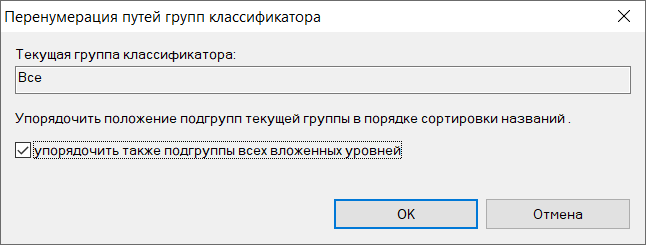 Перенумерация путей групп классификатора
Текущая группа классификатора:
Все
Упорядочить положение подгрупп текущей группы в порядке сортировки названий .
упорядочить также подгруппы всех вложенных уровней
OK
Отмена